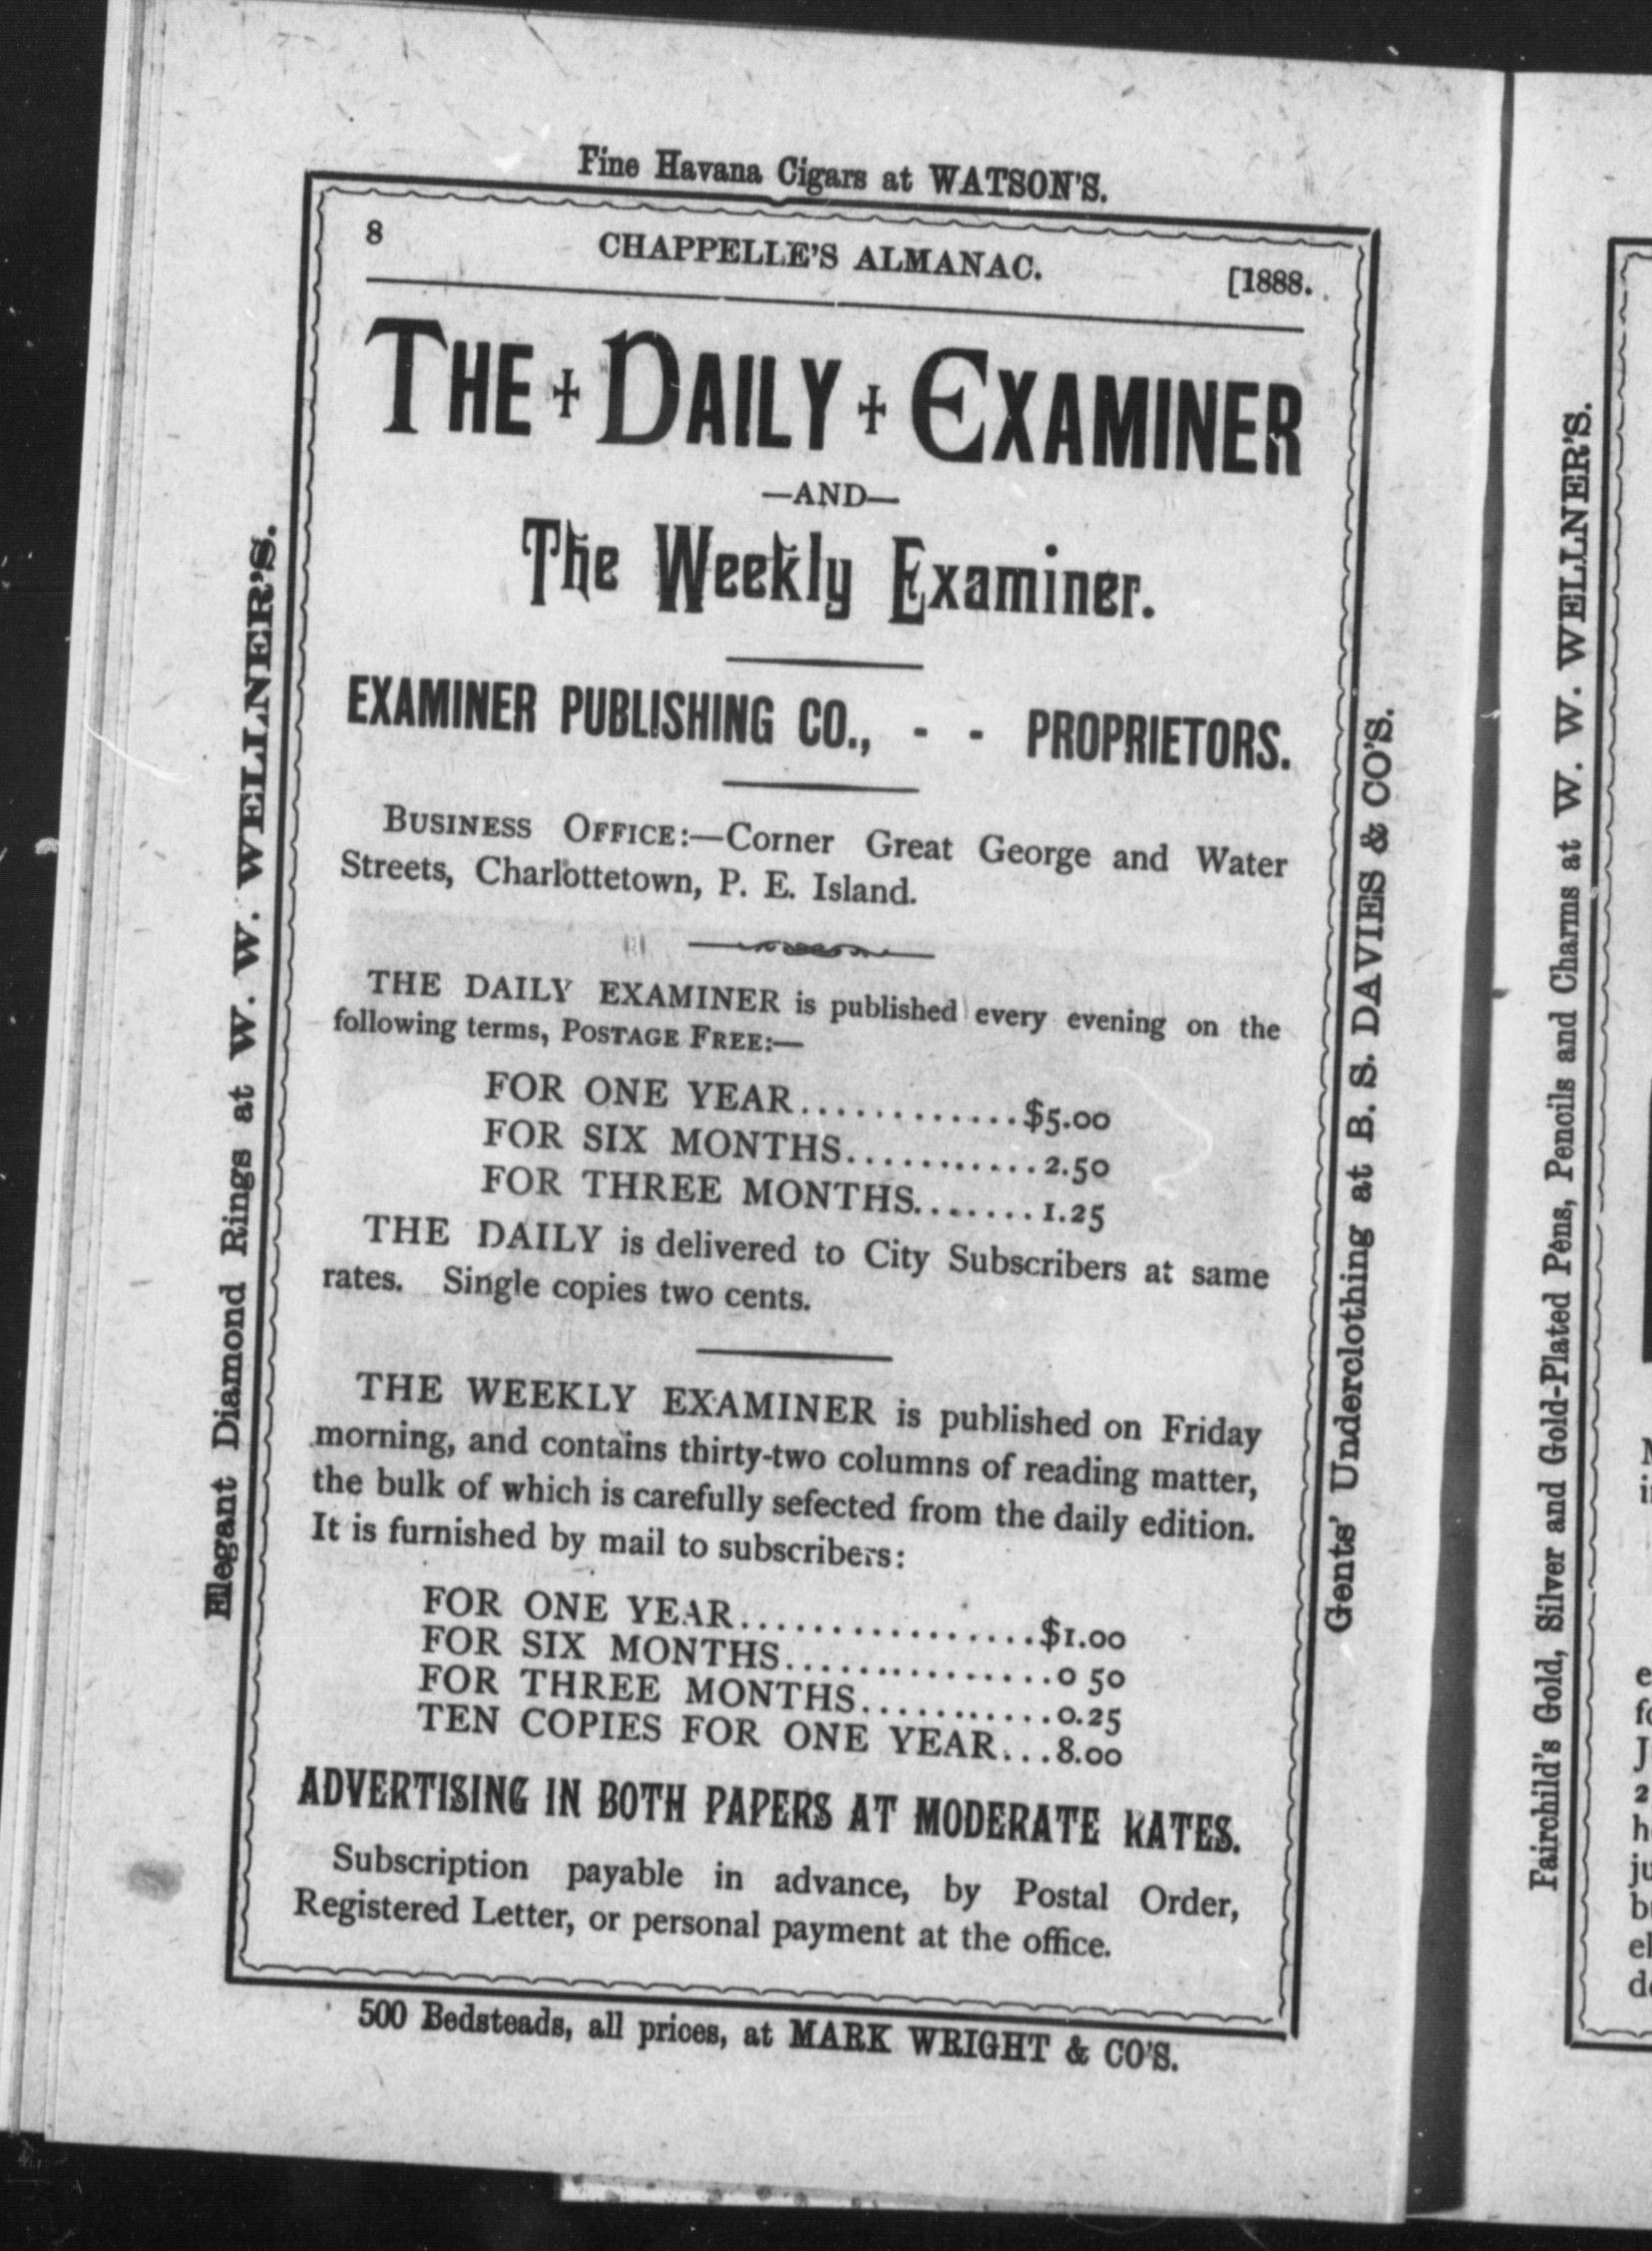 Fine Havana Cigars at WATSON'S.
8 CHAPPELLE'S ALMANAC. [1888.
THE DAILY EXAMINER
—AND—
The Weekly Examiner.
EXAMINER PUBLISHING CO., - - PROPRIETORS.
BUSINESS OFFICE:—Corner Great George and Water
Streets, Charlottetown, P. E. Island.
THE DAILY EXAMINER is published every evening on the
following terms, POSTAGE FREE:—
FOR ONE YEAR.............$5.00
FOR SIX MONTHS...........2.50
FOR THREE MONTHS........1.25
THE DAILY is delivered to City Subscribers at same
rates. Single copies two cents.
THE WEEKLY EXAMINER is published on Friday
morning, and contains thirty-two columns of reading matter,
the bulk of which is carefully sefected from the daily edition.
It is furnished by mail to subscribers:
FOR ONE YEAR.................$1.00
FOR SIX MONTHS................0 50
FOR THREE MONTHS...........0.25
TEN COPIES FOR ONE YEAR...8.00
ADVERTISING IN BOTH PAPERS AT MODERATE RATES.
Subscription payable in advance, by Postal Order,
Registered Letter, or personal payment at the office.
500 Bedsteads, all prices, at MARK WRIGHT & CO'S.
Elegant Diamond Rings at W. W. WELLNER'S.
Gents' Underclothing at B. S. DAVIES & CO'S.
Fairchild's Gold, Silver and Gold-Plated Pens, Pencils and Charms at W. W. WELLNER'S.